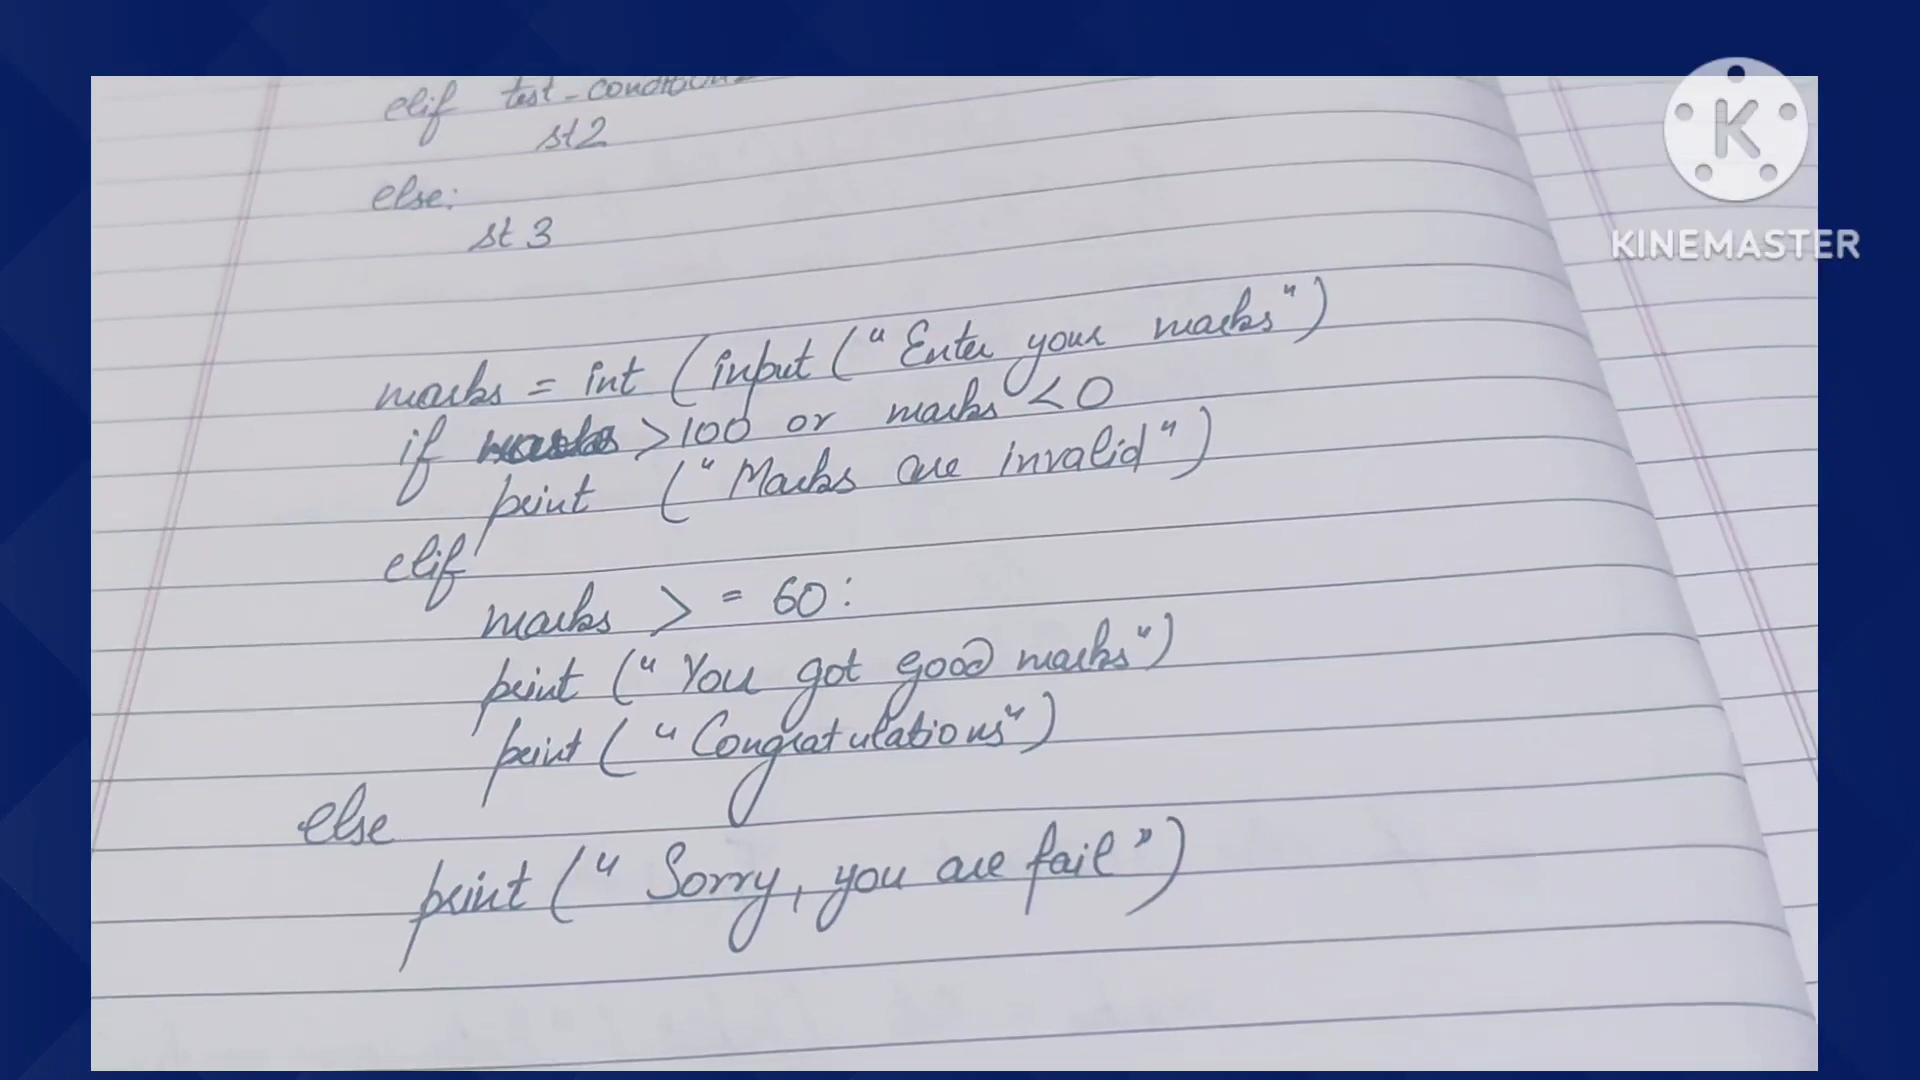 elif test-condition2
st2
else:
st 3
marks = int (input ("Enter your marks")
if marks >100 or marks <0
print ("Marks are invalid")
elif
marks >= 60:
print ("You got good marks")
print ("Congratulations")
else
print ("Sorry, you are fail")
K
KINEMASTER